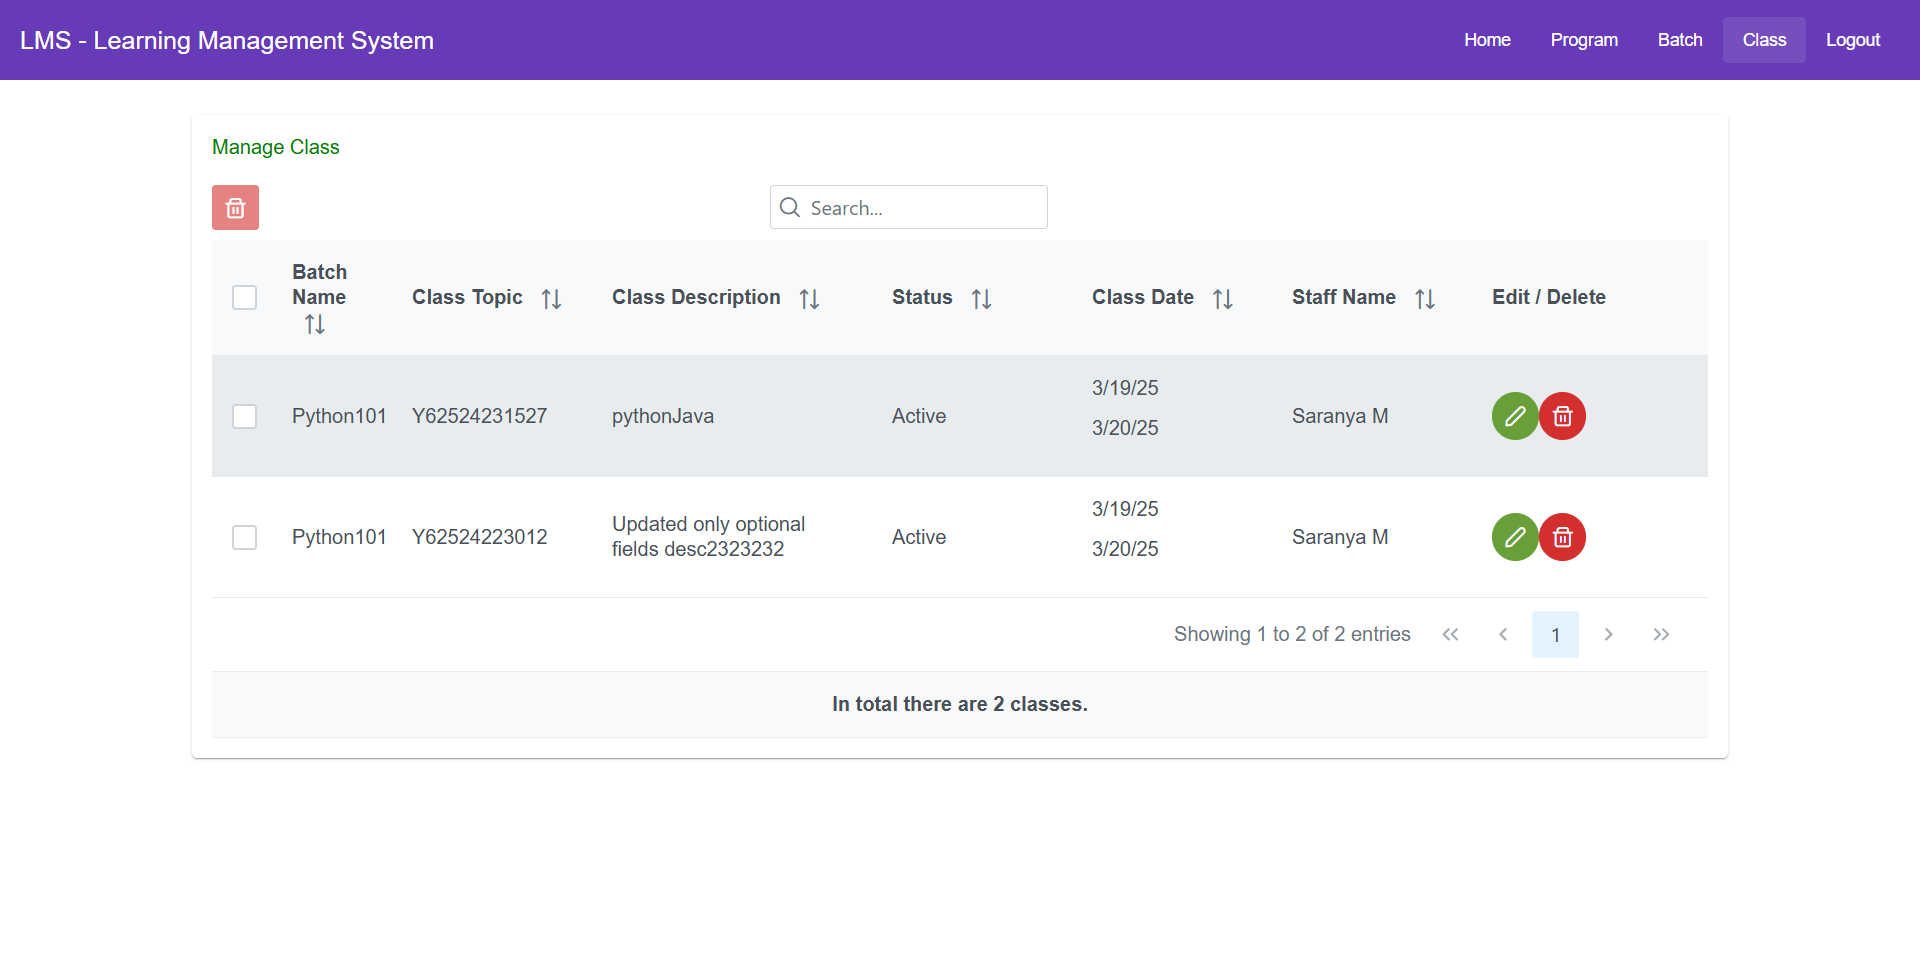 LMS - Learning Management System
Home Program Batch Class Logout
Manage Class
Search...
Batch Name Class Topic Class Description Status Class Date Staff Name Edit / Delete
Python101 Y62524231527 pythonJava Active 3/19/25 Saranya M
3/20/25
Python101 Y62524223012 Updated only optional Active 3/19/25 Saranya M
fields desc2323232 3/20/25
Showing 1 to 2 of 2 entries 1
In total there are 2 classes.